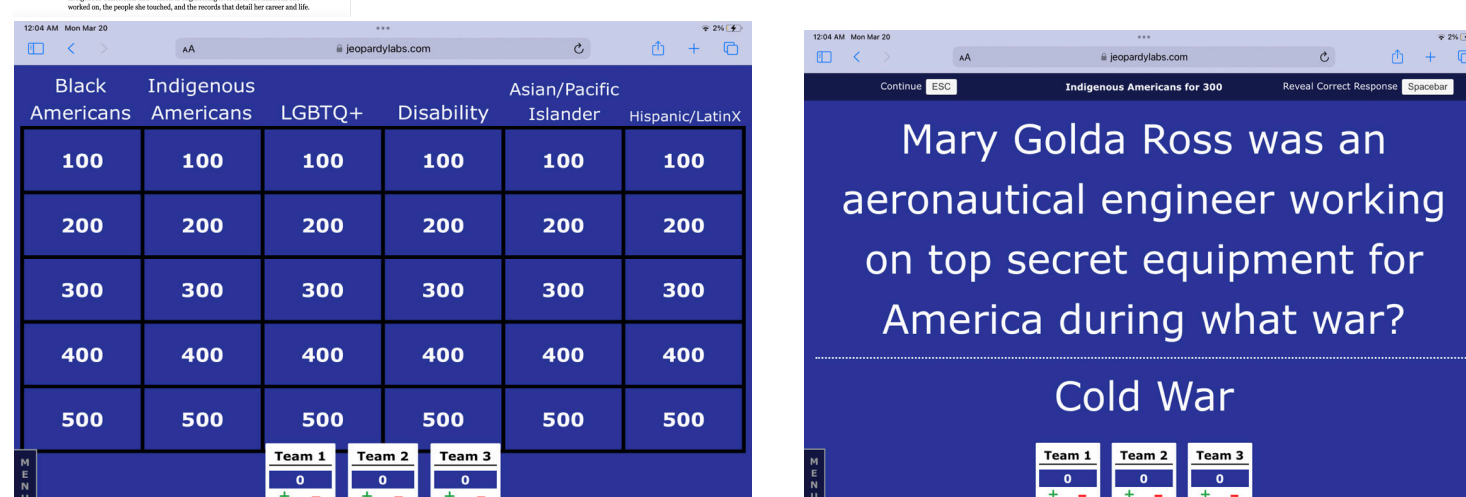 worked on, the people she touched, and the records that detail her career and life.
12:04 AM Mon Mar 20
2%
AA
jeopardylabs.com
Black Americans
Indigenous Americans
LGBTQ+
Disability
Asian/Pacific Islander
Hispanic/LatinX
100 100 100 100 100 100
200 200 200 200 200 200
300 300 300 300 300 300
400 400 400 400 400 400
500 500 500 500 500 500
MENU
Team 1 Team 2 Team 3
0 0 0
+ - + - + -
12:04 AM Mon Mar 20
2%
AA
jeopardylabs.com
Continue ESC
Indigenous Americans for 300
Reveal Correct Response Spacebar
Mary Golda Ross was an
aeronautical engineer working
on top secret equipment for
America during what war?
Cold War
MENU
Team 1 Team 2 Team 3
0 0 0
+ - + - + -